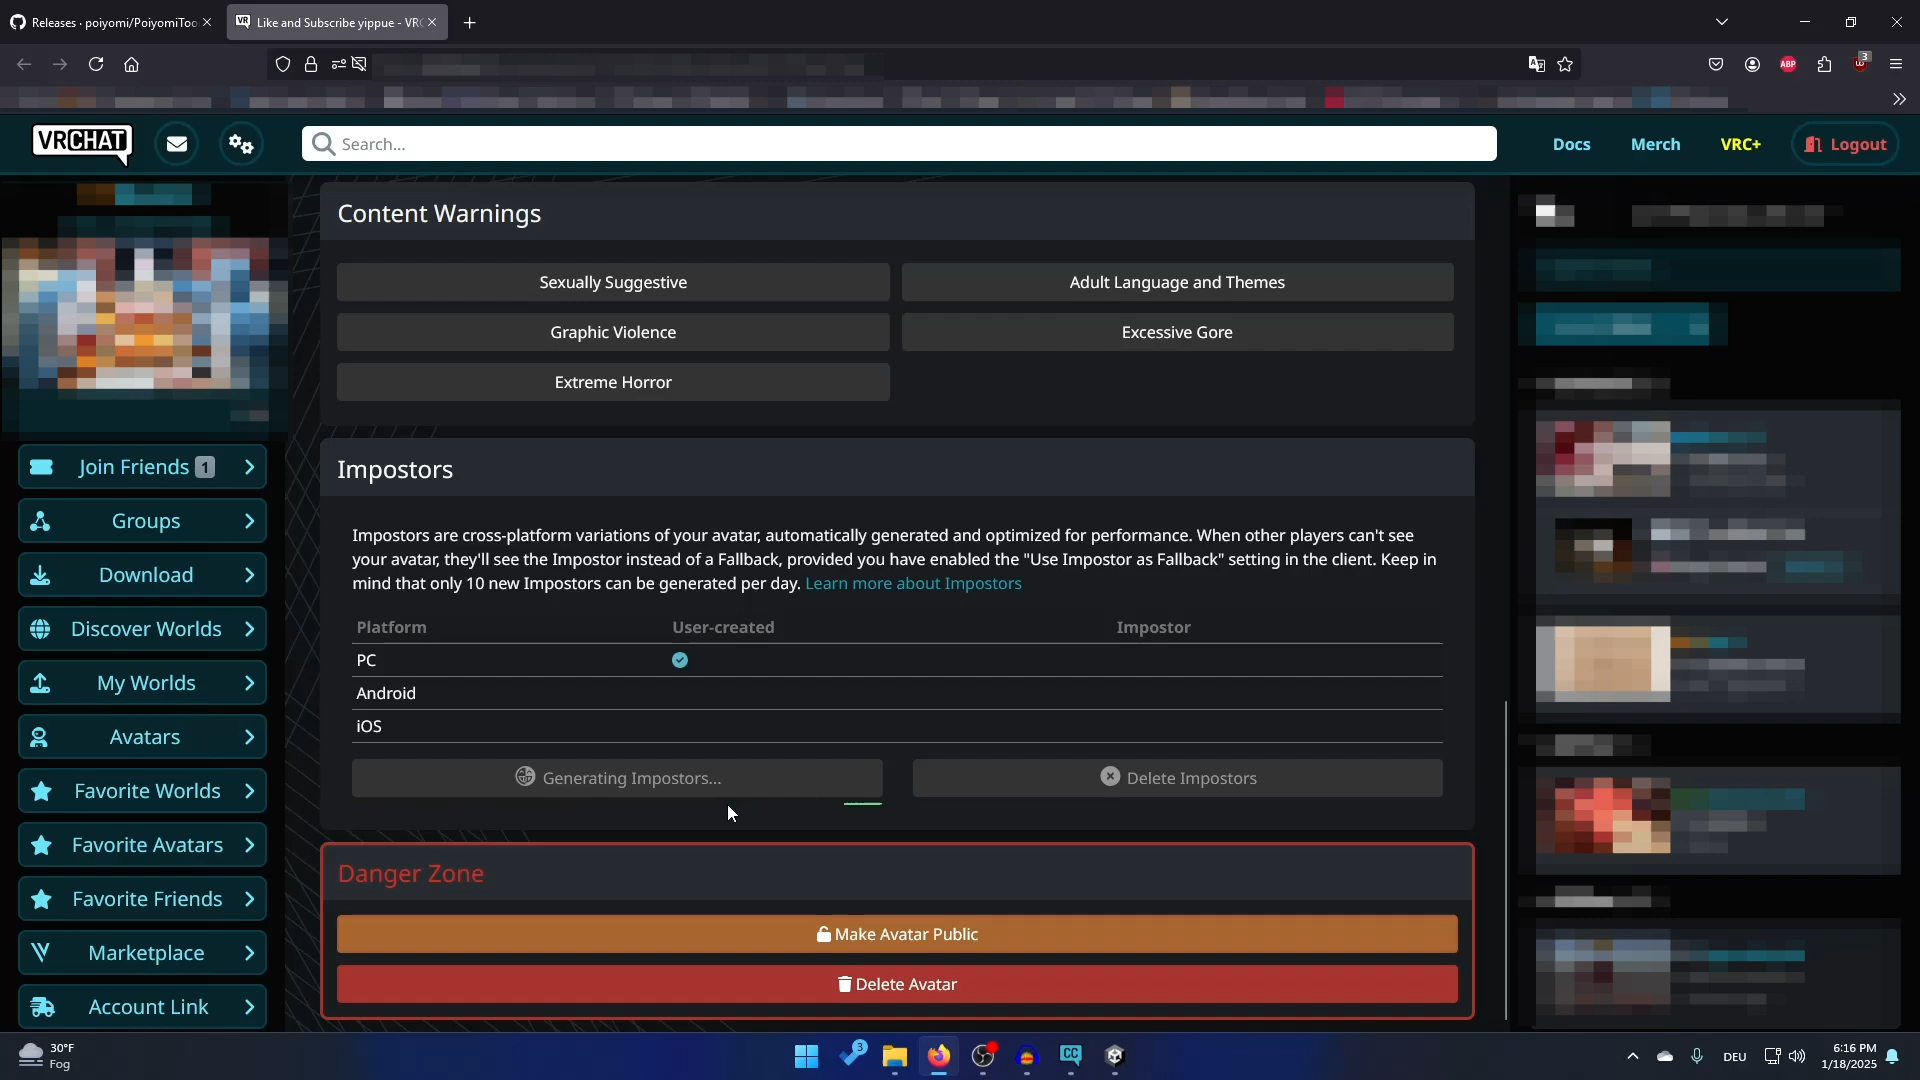 Releases · poiyomi/PoiyomiToo
Like and Subscribe yippue - VRC
ABP
3
VRCHAT
Search...
Docs
Merch
VRC+
Logout
Content Warnings
Sexually Suggestive
Adult Language and Themes
Graphic Violence
Excessive Gore
Extreme Horror
Join Friends 1
Groups
Download
Discover Worlds
My Worlds
Avatars
Favorite Worlds
Favorite Avatars
Favorite Friends
Marketplace
Account Link
Impostors
Impostors are cross-platform variations of your avatar, automatically generated and optimized for performance. When other players can't see
your avatar, they'll see the Impostor instead of a Fallback, provided you have enabled the "Use Impostor as Fallback" setting in the client. Keep in
mind that only 10 new Impostors can be generated per day. Learn more about Impostors
Platform User-created Impostor
PC
Android
iOS
Generating Impostors...
Delete Impostors
Danger Zone
Make Avatar Public
Delete Avatar
30°F
Fog
3
CC
DEU
6:16 PM
1/18/2025